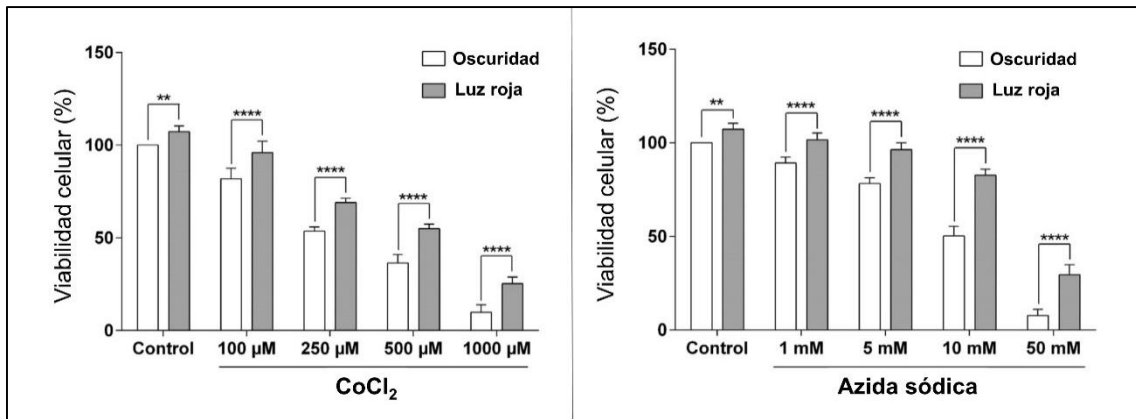 Viabilidad celular (%)
150
100
50
0
Oscuridad
Luz roja
**
****
****
****
****
Control 100 µM 250 µM 500 µM 1000 µM
CoCl₂
Viabilidad celular (%)
150
100
50
0
Oscuridad
Luz roja
**
****
****
****
****
Control 1 mM 5 mM 10 mM 50 mM
Azida sódica